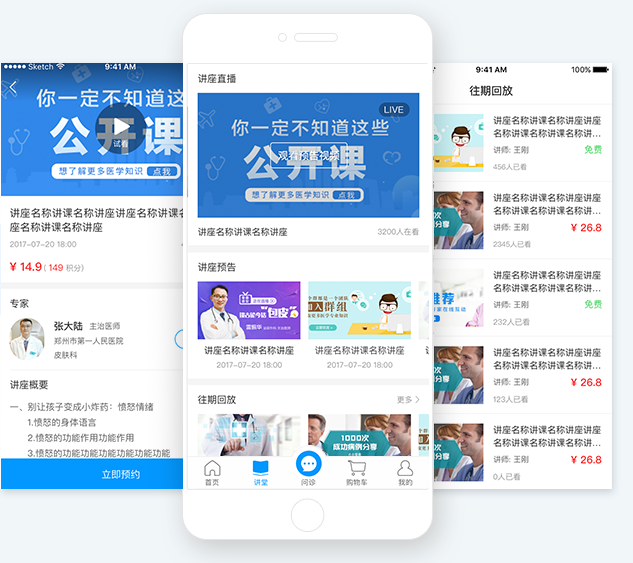 Sketch 9:41 AM
你一定不知道这些
公开课
试看
想了解更多医学知识 点我
讲座名称讲课名称讲座讲座名称讲课名
座名称讲课名称讲座
2017-07-20 18:00
¥ 14.9 ( 149 积分)
专家
张大陆 主治医师
郑州市第一人民医院
皮肤科
讲座概要
一、别让孩子变成小炸药：愤怒情绪
1.愤怒的身体语言
2.愤怒的功能作用功能作用
3.愤怒的功能功能功能功能功能功能
立即预约
讲座直播
LIVE
你一定不知道这些
公开课
观看预告视频
想了解更多医学知识 点我
讲座名称讲课名称讲座
3200人在看
讲座预告
包皮
加入群组
讲座名称讲课名称讲座
2017-07-20 18:00
讲座名称讲课名称讲座
2017-07-20 18:00
往期回放
更多
1000次
成功病例分享
首页
讲堂
问诊
购物车
我的
9:41 AM 100%
往期回放
讲座名称讲课名称讲座讲座
名称讲课名称讲课名称讲...
讲师: 王刚
免费
456人已看
讲座名称讲课名称讲座讲座
名称讲课名称讲课名称讲...
讲师: 王刚
¥ 26.8
2345人已看
推荐
讲座名称讲课名称讲座讲座
名称讲课名称讲课名称讲...
讲师: 王刚
免费
232人已看
讲座名称讲课名称讲座讲座
名称讲课名称讲课名称讲...
讲师: 王刚
¥ 26.8
123人已看
讲座名称讲课名称讲座讲座
名称讲课名称讲课名称讲...
讲师: 王刚
¥ 26.8
0人已看